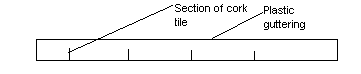 Section of cork
tile
Plastic
guttering